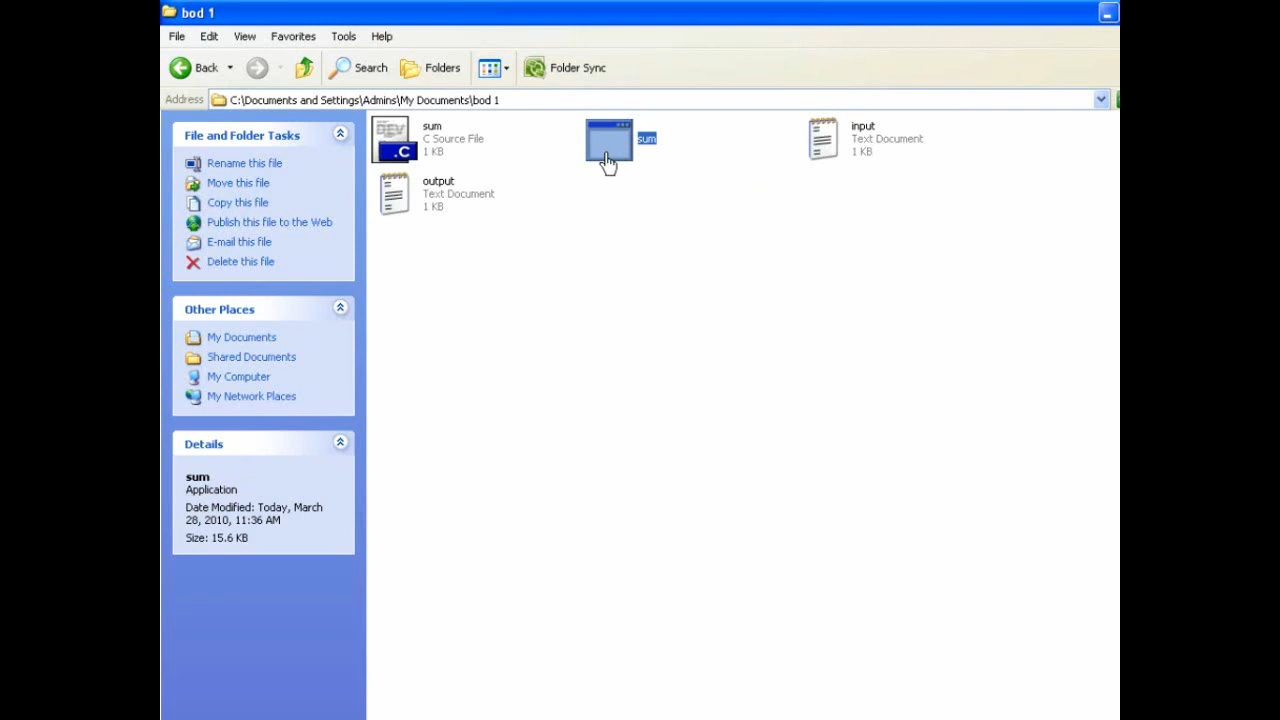 bod 1
File Edit View Favorites Tools Help
Back Search Folders Folder Sync
Address C:\Documents and Settings\Admins\My Documents\bod 1
File and Folder Tasks
Rename this file
Move this file
Copy this file
Publish this file to the Web
E-mail this file
Delete this file
Other Places
My Documents
Shared Documents
My Computer
My Network Places
Details
sum
Application
Date Modified: Today, March
28, 2010, 11:36 AM
Size: 15.6 KB
DEV
.C
sum
C Source File
1 KB
sum
input
Text Document
1 KB
output
Text Document
1 KB